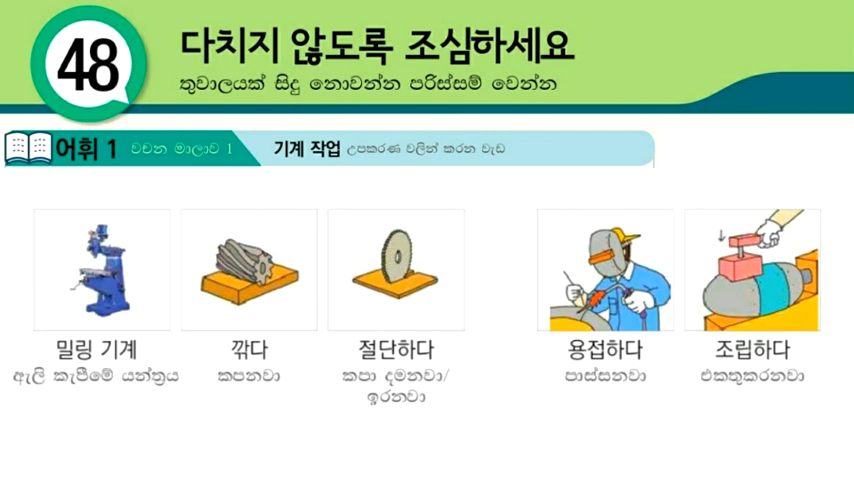 48
다치지 않도록 조심하세요
තුවාලයක් සිදු නොවන්න පරිස්සම් වෙන්න
어휘 1 වචන මාලාව 1 기계 작업 උපකරණ වලින් කරන වැඩ
밀링 기계 깎다 절단하다 용접하다 조립하다
ඇලි කැපීමේ යන්ත්‍රය කපනවා කපා දමනවා/ පාස්සනවා එකතුකරනවා
ඉරනවා